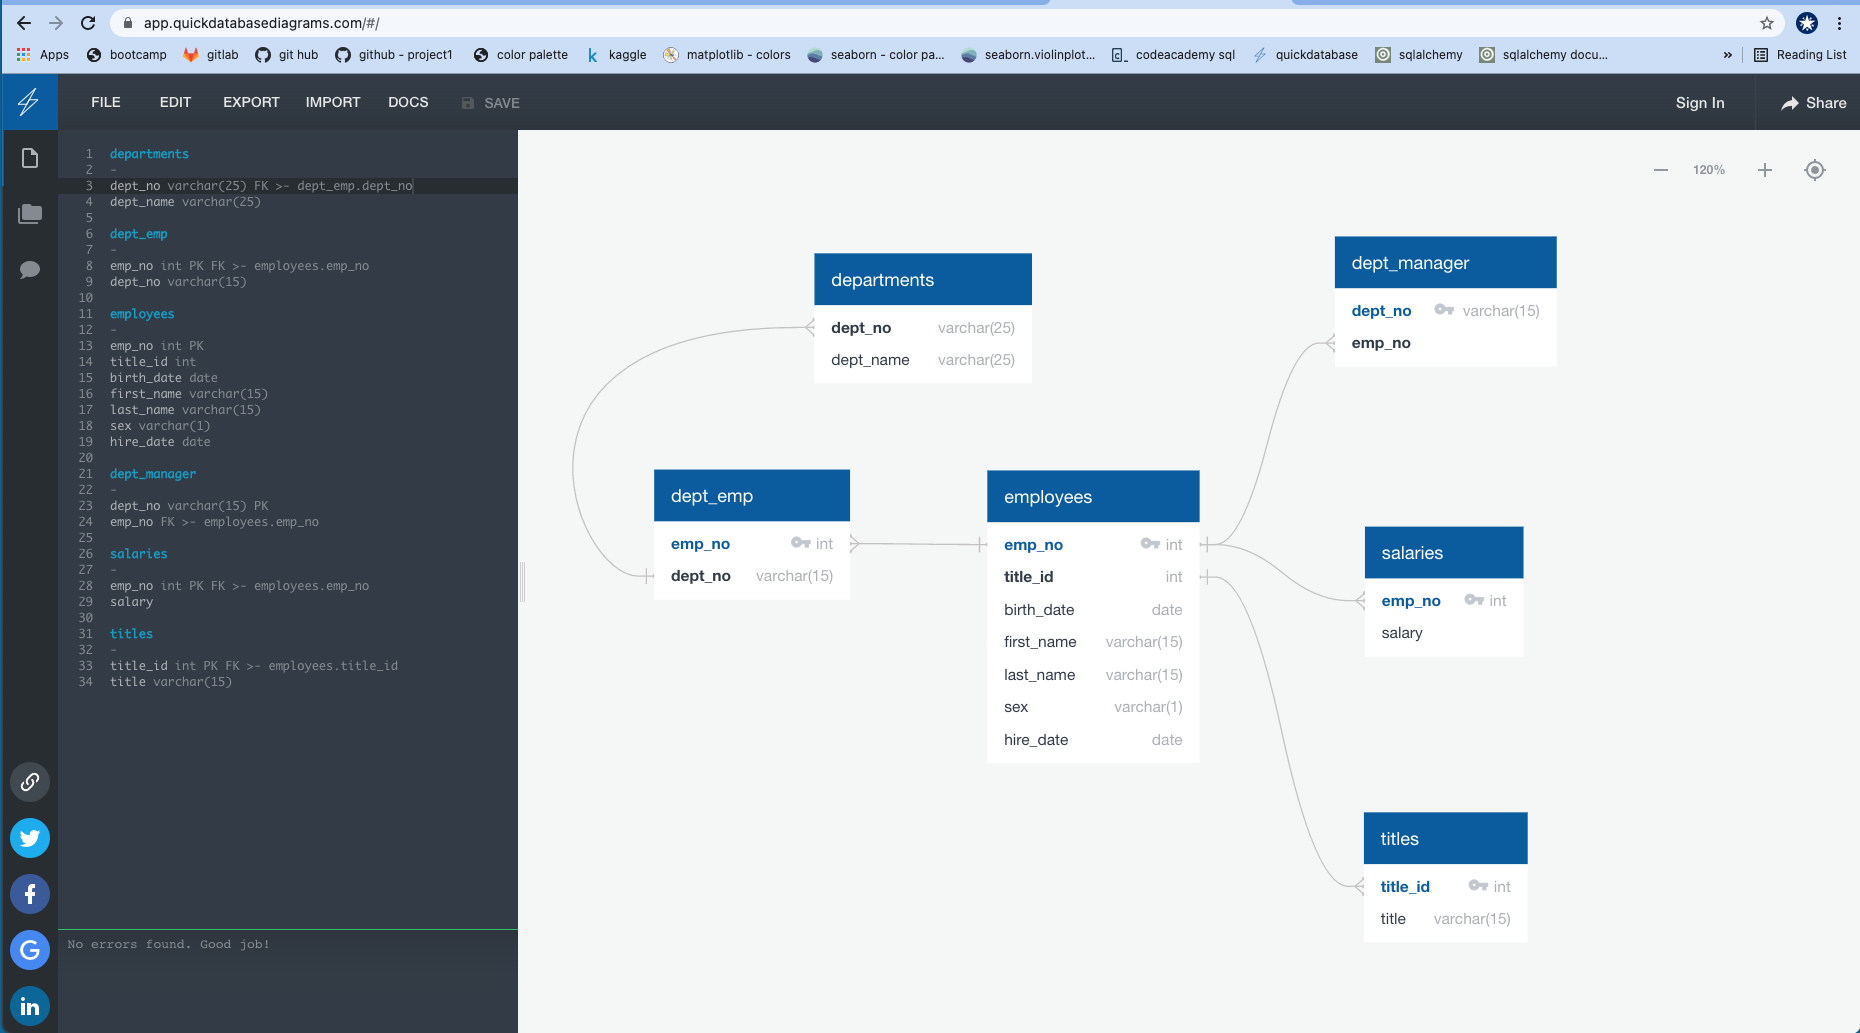 app.quickdatabasediagrams.com/#/
Apps bootcamp gitlab git hub github - project1 color palette kaggle matplotlib - colors seaborn - color pa... seaborn.violinplot... codeacademy sql quickdatabase sqlalchemy sqlalchemy docu... » Reading List
FILE EDIT EXPORT IMPORT DOCS SAVE Sign In Share
1 departments
2 -
3 dept_no varchar(25) FK >- dept_emp.dept_no
4 dept_name varchar(25)
5
6 dept_emp
7 -
8 emp_no int PK FK >- employees.emp_no
9 dept_no varchar(15)
10
11 employees
12 -
13 emp_no int PK
14 title_id int
15 birth_date date
16 first_name varchar(15)
17 last_name varchar(15)
18 sex varchar(1)
19 hire_date date
20
21 dept_manager
22 -
23 dept_no varchar(15) PK
24 emp_no FK >- employees.emp_no
25
26 salaries
27 -
28 emp_no int PK FK >- employees.emp_no
29 salary
30
31 titles
32 -
33 title_id int PK FK >- employees.title_id
34 title varchar(15)
No errors found. Good job!
120%
departments
dept_no varchar(25)
dept_name varchar(25)
dept_manager
dept_no varchar(15)
emp_no
dept_emp
emp_no int
dept_no varchar(15)
employees
emp_no int
title_id int
birth_date date
first_name varchar(15)
last_name varchar(15)
sex varchar(1)
hire_date date
salaries
emp_no int
salary
titles
title_id int
title varchar(15)